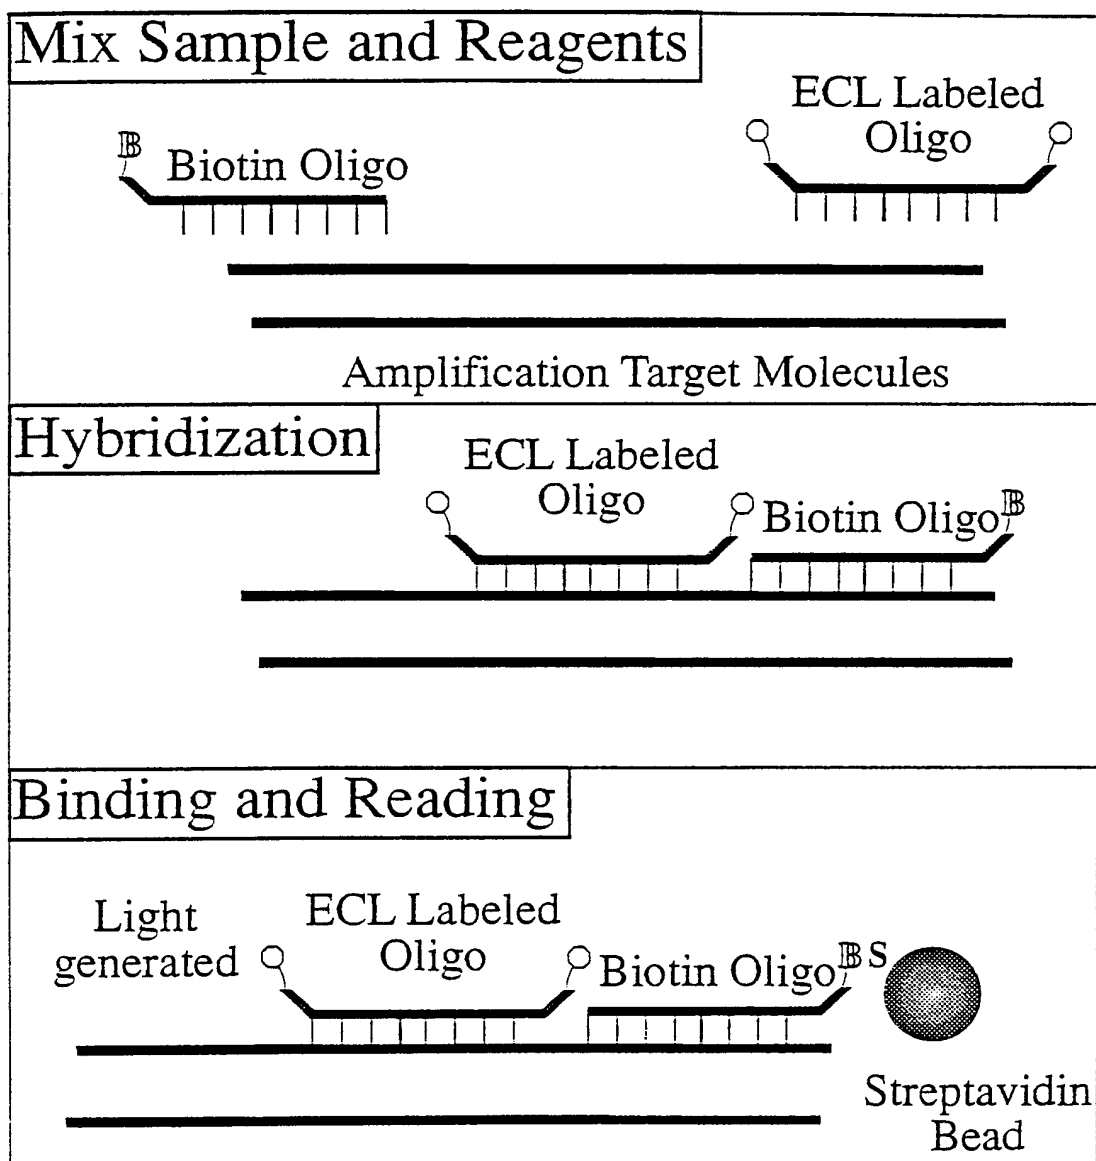 Mix Sample and Reagents
ECL Labeled
Oligo
B
Biotin Oligo
Amplification Target Molecules
Hybridization
ECL Labeled
Oligo
Biotin Oligo B
Binding and Reading
Light
generated
ECL Labeled
Oligo
Biotin Oligo B S
Streptavidin
Bead